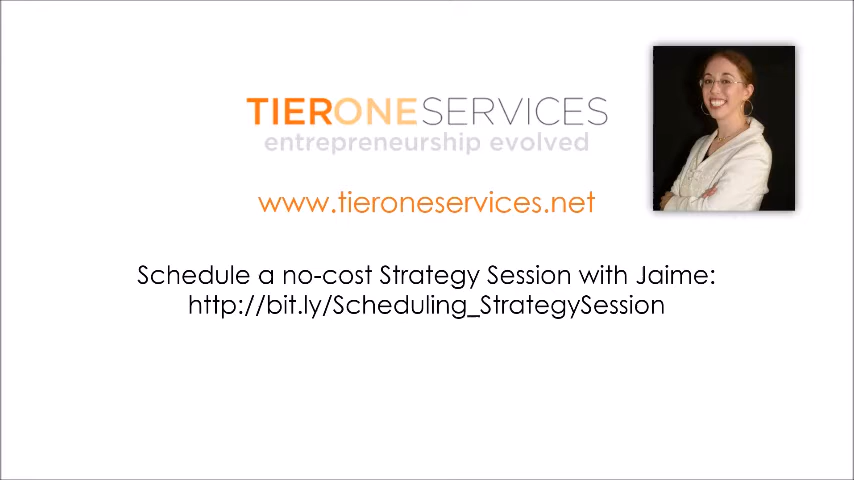 TIERONESERVICES
entrepreneurship evolved
www.tieroneservices.net
Schedule a no-cost Strategy Session with Jaime:
http://bit.ly/Scheduling_StrategySession